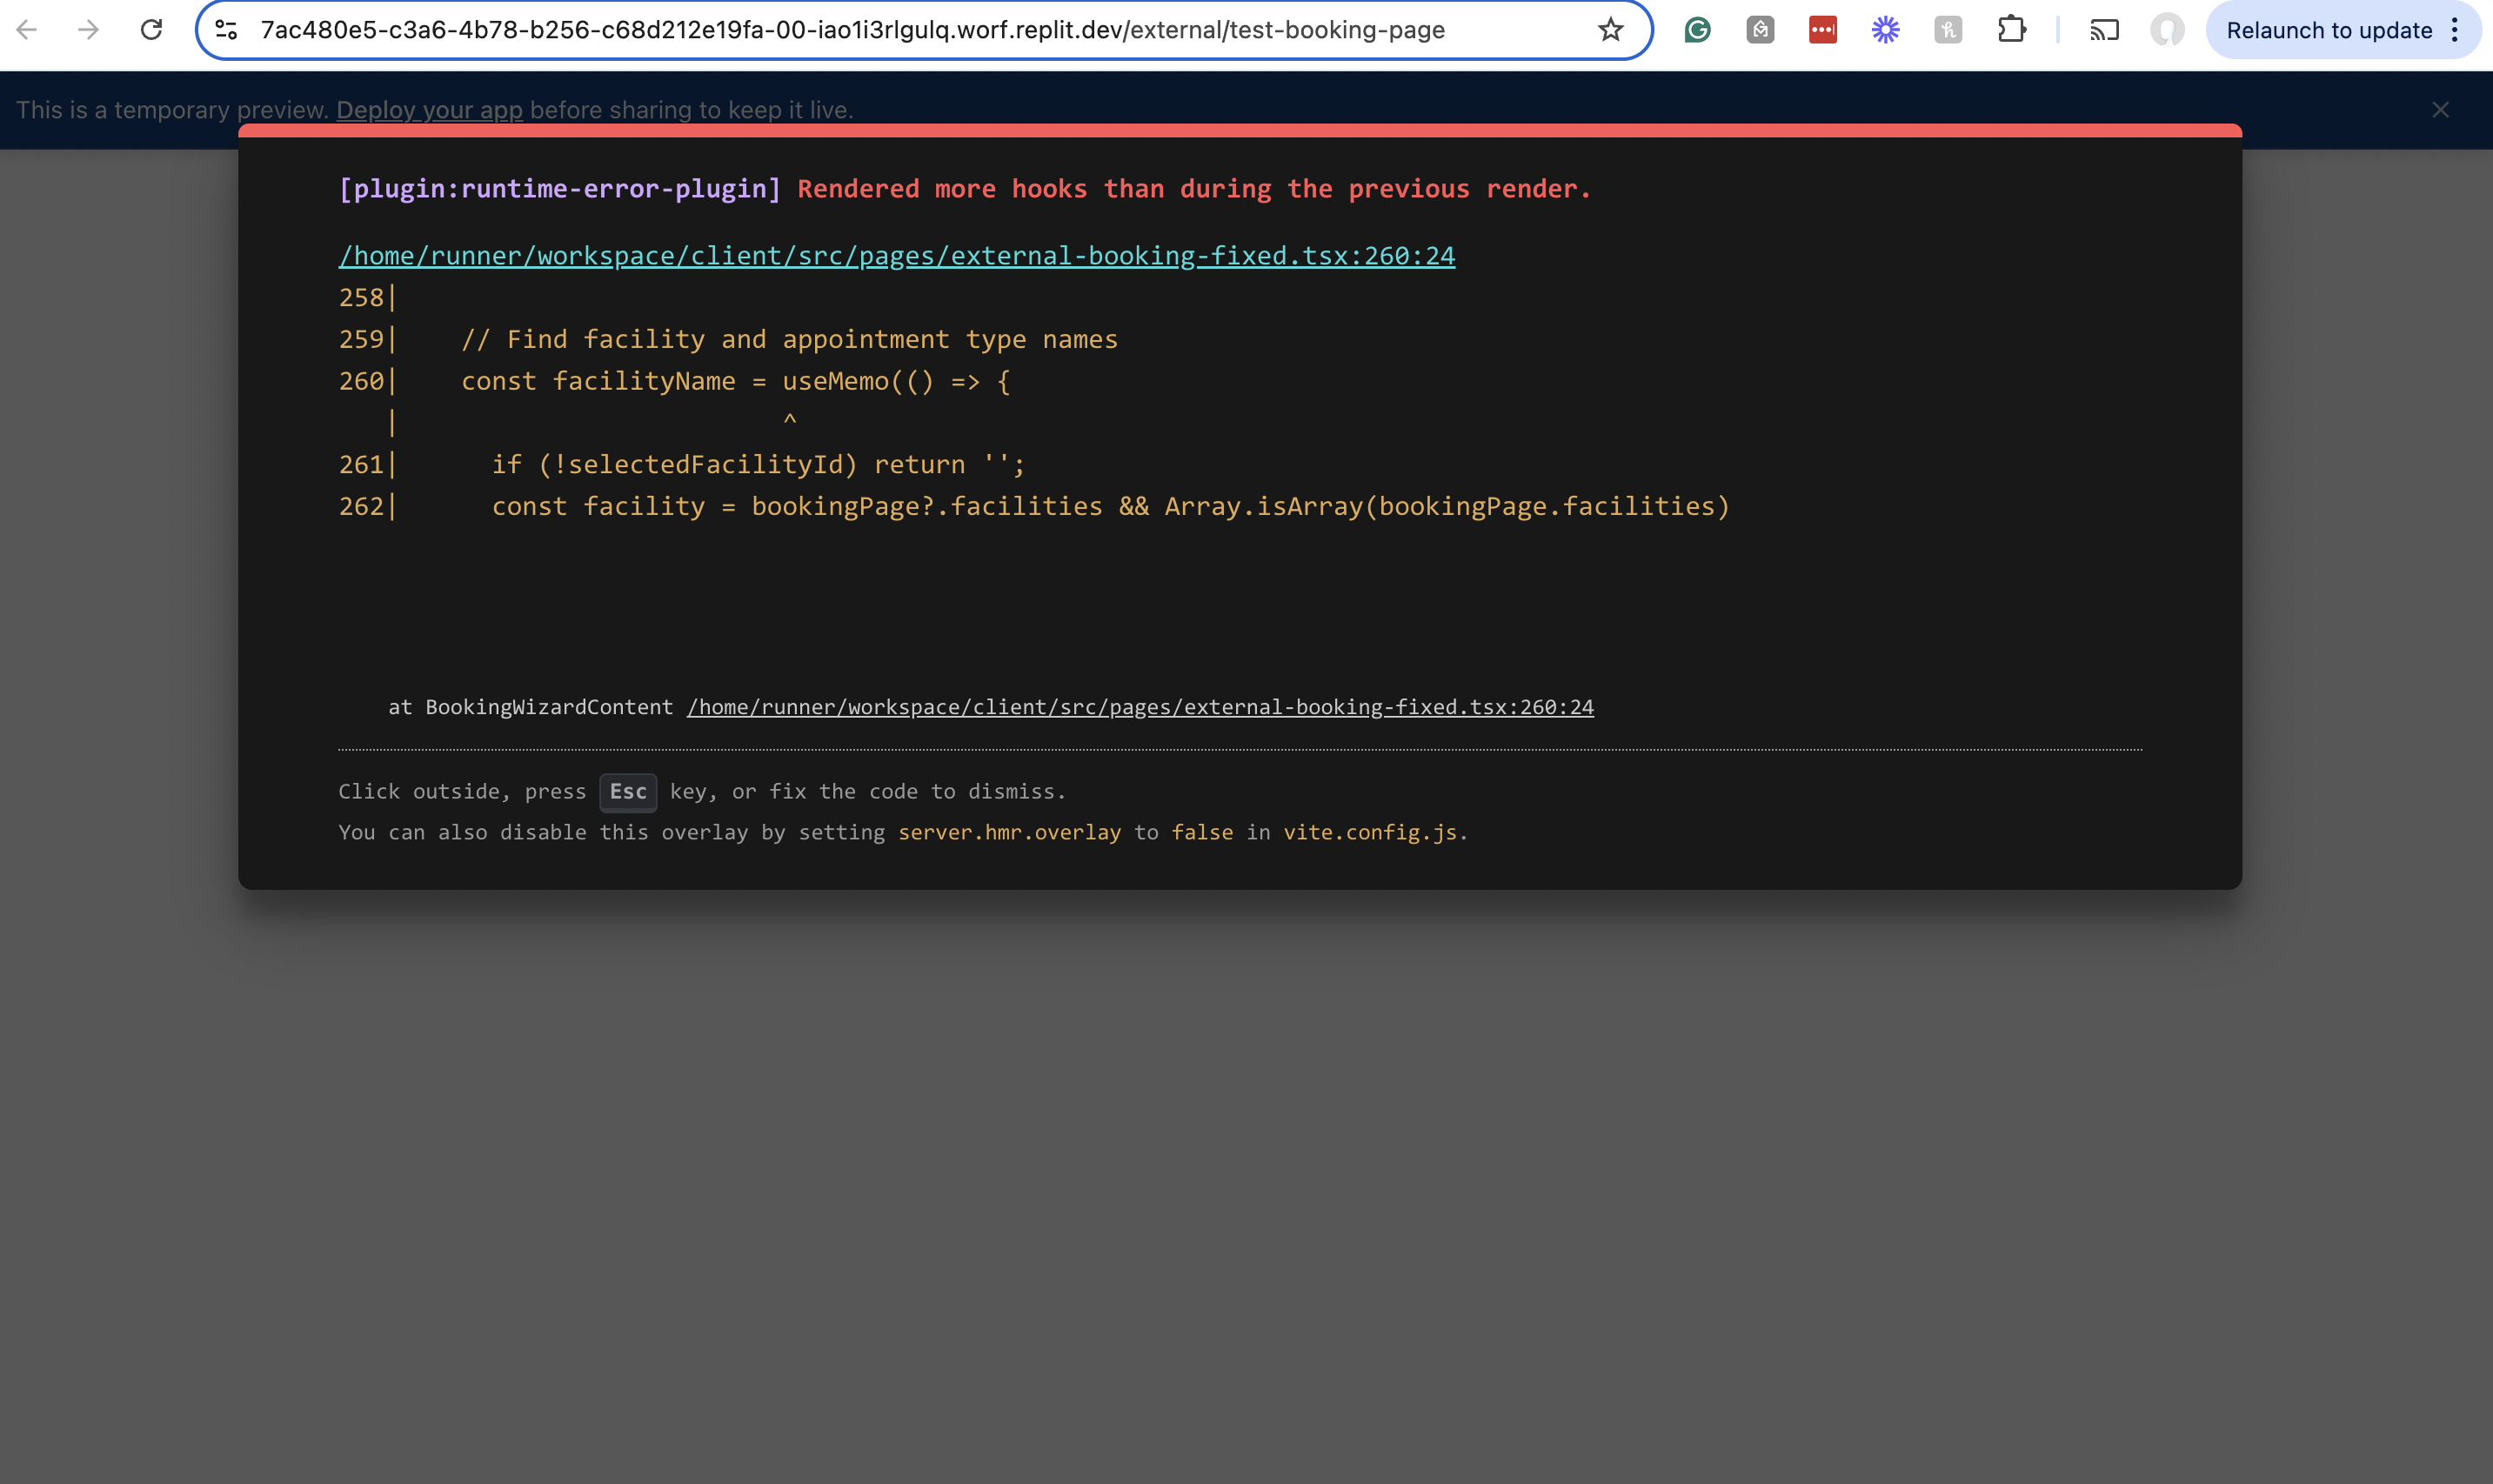 7ac480e5-c3a6-4b78-b256-c68d212e19fa-00-iao1i3rlgulq.worf.replit.dev/external/test-booking-page
Relaunch to update
This is a temporary preview. Deploy your app before sharing to keep it live.
[plugin:runtime-error-plugin] Rendered more hooks than during the previous render.
/home/runner/workspace/client/src/pages/external-booking-fixed.tsx:260:24
258|
259|    // Find facility and appointment type names
260|    const facilityName = useMemo(() => {
   |                         ^
261|      if (!selectedFacilityId) return '';
262|      const facility = bookingPage?.facilities && Array.isArray(bookingPage.facilities)
at BookingWizardContent /home/runner/workspace/client/src/pages/external-booking-fixed.tsx:260:24
Click outside, press Esc key, or fix the code to dismiss.
You can also disable this overlay by setting server.hmr.overlay to false in vite.config.js.